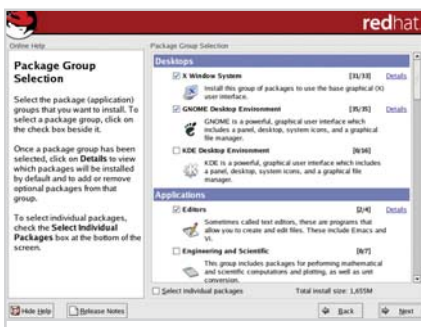 redhat
Online Help
Package Group
Selection
Select the package (application)
groups that you want to install. To
select a package group, click on
the check box beside it.
Once a package group has been
selected, click on Details to view
which packages will be installed
by default and to add or remove
optional packages from that
group.
To select individual packages,
check the Select Individual
Packages box at the bottom of the
screen.
Package Group Selection
Desktops
X Window System [31/33] Details
Install this group of packages to use the base graphical (X)
user interface.
GNOME Desktop Environment [35/35] Details
GNOME is a powerful, graphical user interface which
includes a panel, desktop, system icons, and a graphical
file manager.
KDE Desktop Environment [0/16]
KDE is a powerful, graphical user interface which includes
a panel, desktop, system icons, and a graphical file
manager.
Applications
Editors [2/4] Details
Sometimes called text editors, these are programs that
allow you to create and edit files. These include Emacs and
Vi.
Engineering and Scientific [0/7]
This group includes packages for performing mathematical
and scientific computations and plotting, as well as unit
conversion.
Select individual packages Total install size: 1,655M
Hide Help Release Notes Back Next